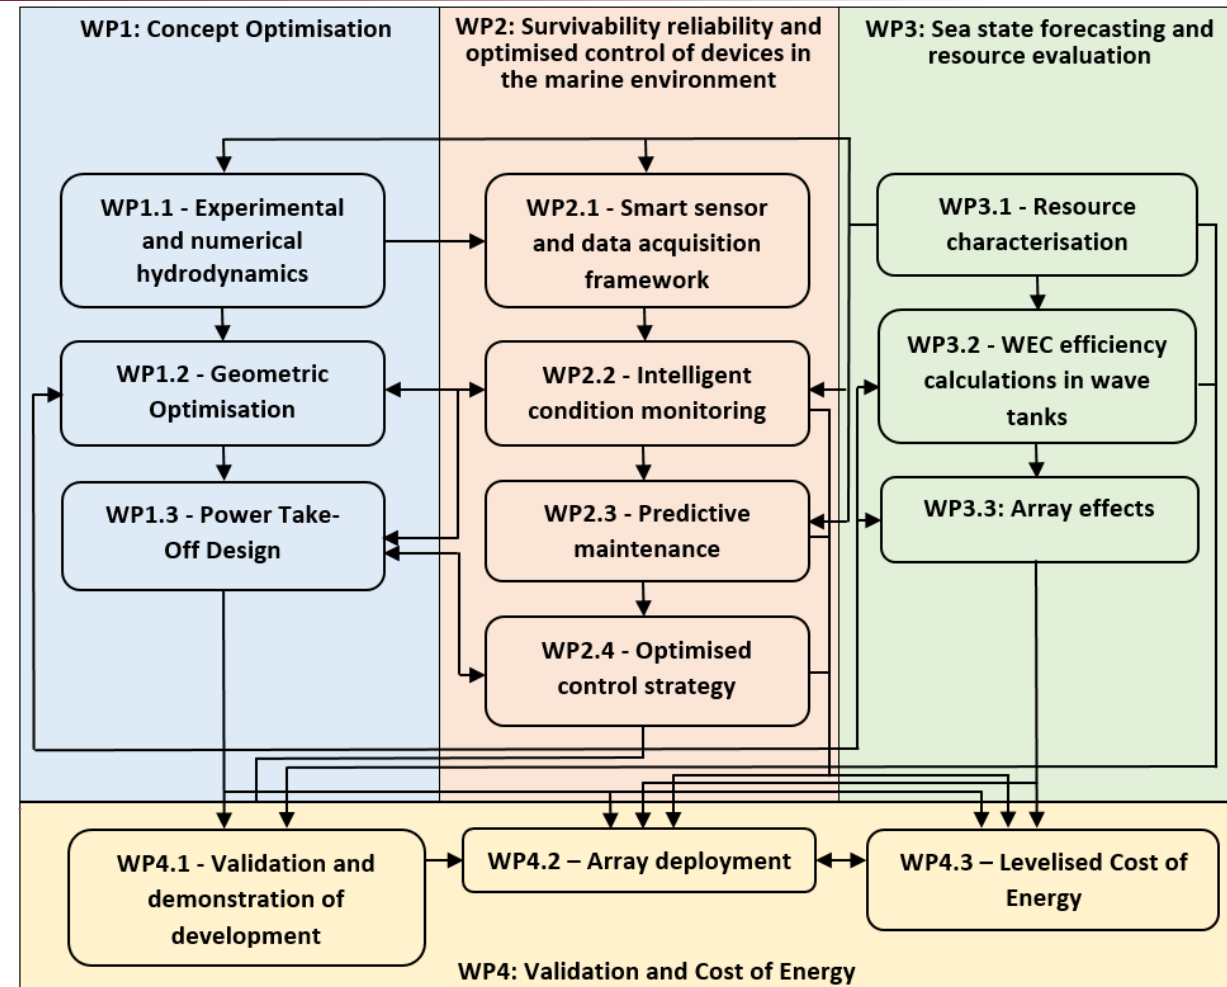 WP1: Concept Optimisation
WP2: Survivability reliability and
optimised control of devices in
the marine environment
WP3: Sea state forecasting and
resource evaluation
WP1.1 - Experimental
and numerical
hydrodynamics
WP2.1 - Smart sensor
and data acquisition
framework
WP3.1 - Resource
characterisation
WP1.2 - Geometric
Optimisation
WP2.2 - Intelligent
condition monitoring
WP3.2 - WEC efficiency
calculations in wave
tanks
WP1.3 - Power Take-
Off Design
WP2.3 - Predictive
maintenance
WP3.3: Array effects
WP2.4 - Optimised
control strategy
WP4.1 - Validation and
demonstration of
development
WP4.2 – Array deployment
WP4.3 – Levelised Cost of
Energy
WP4: Validation and Cost of Energy